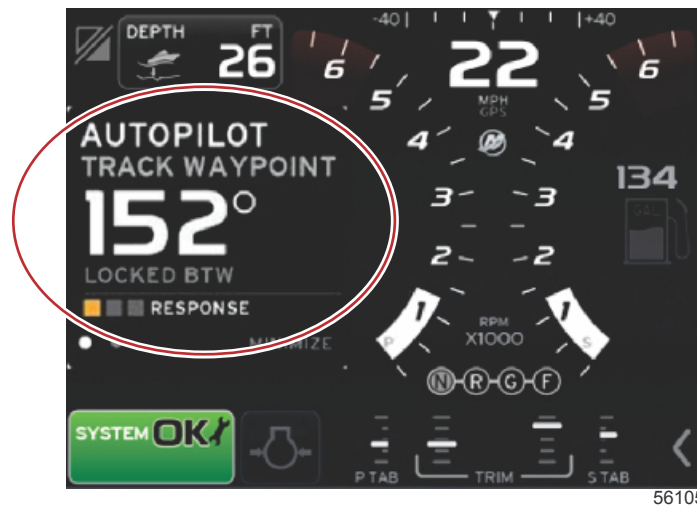 -40 +40
DEPTH FT
26
22
MPH
GPS
6 6
5 5
4 4
3 3
2 2
1 1
RPM
X1000
P S
N R G F
AUTOPILOT
TRACK WAYPOINT
152°
LOCKED BTW
RESPONSE
MINIMIZE
134
GAL
SYSTEM OK
P TAB TRIM S TAB
56105